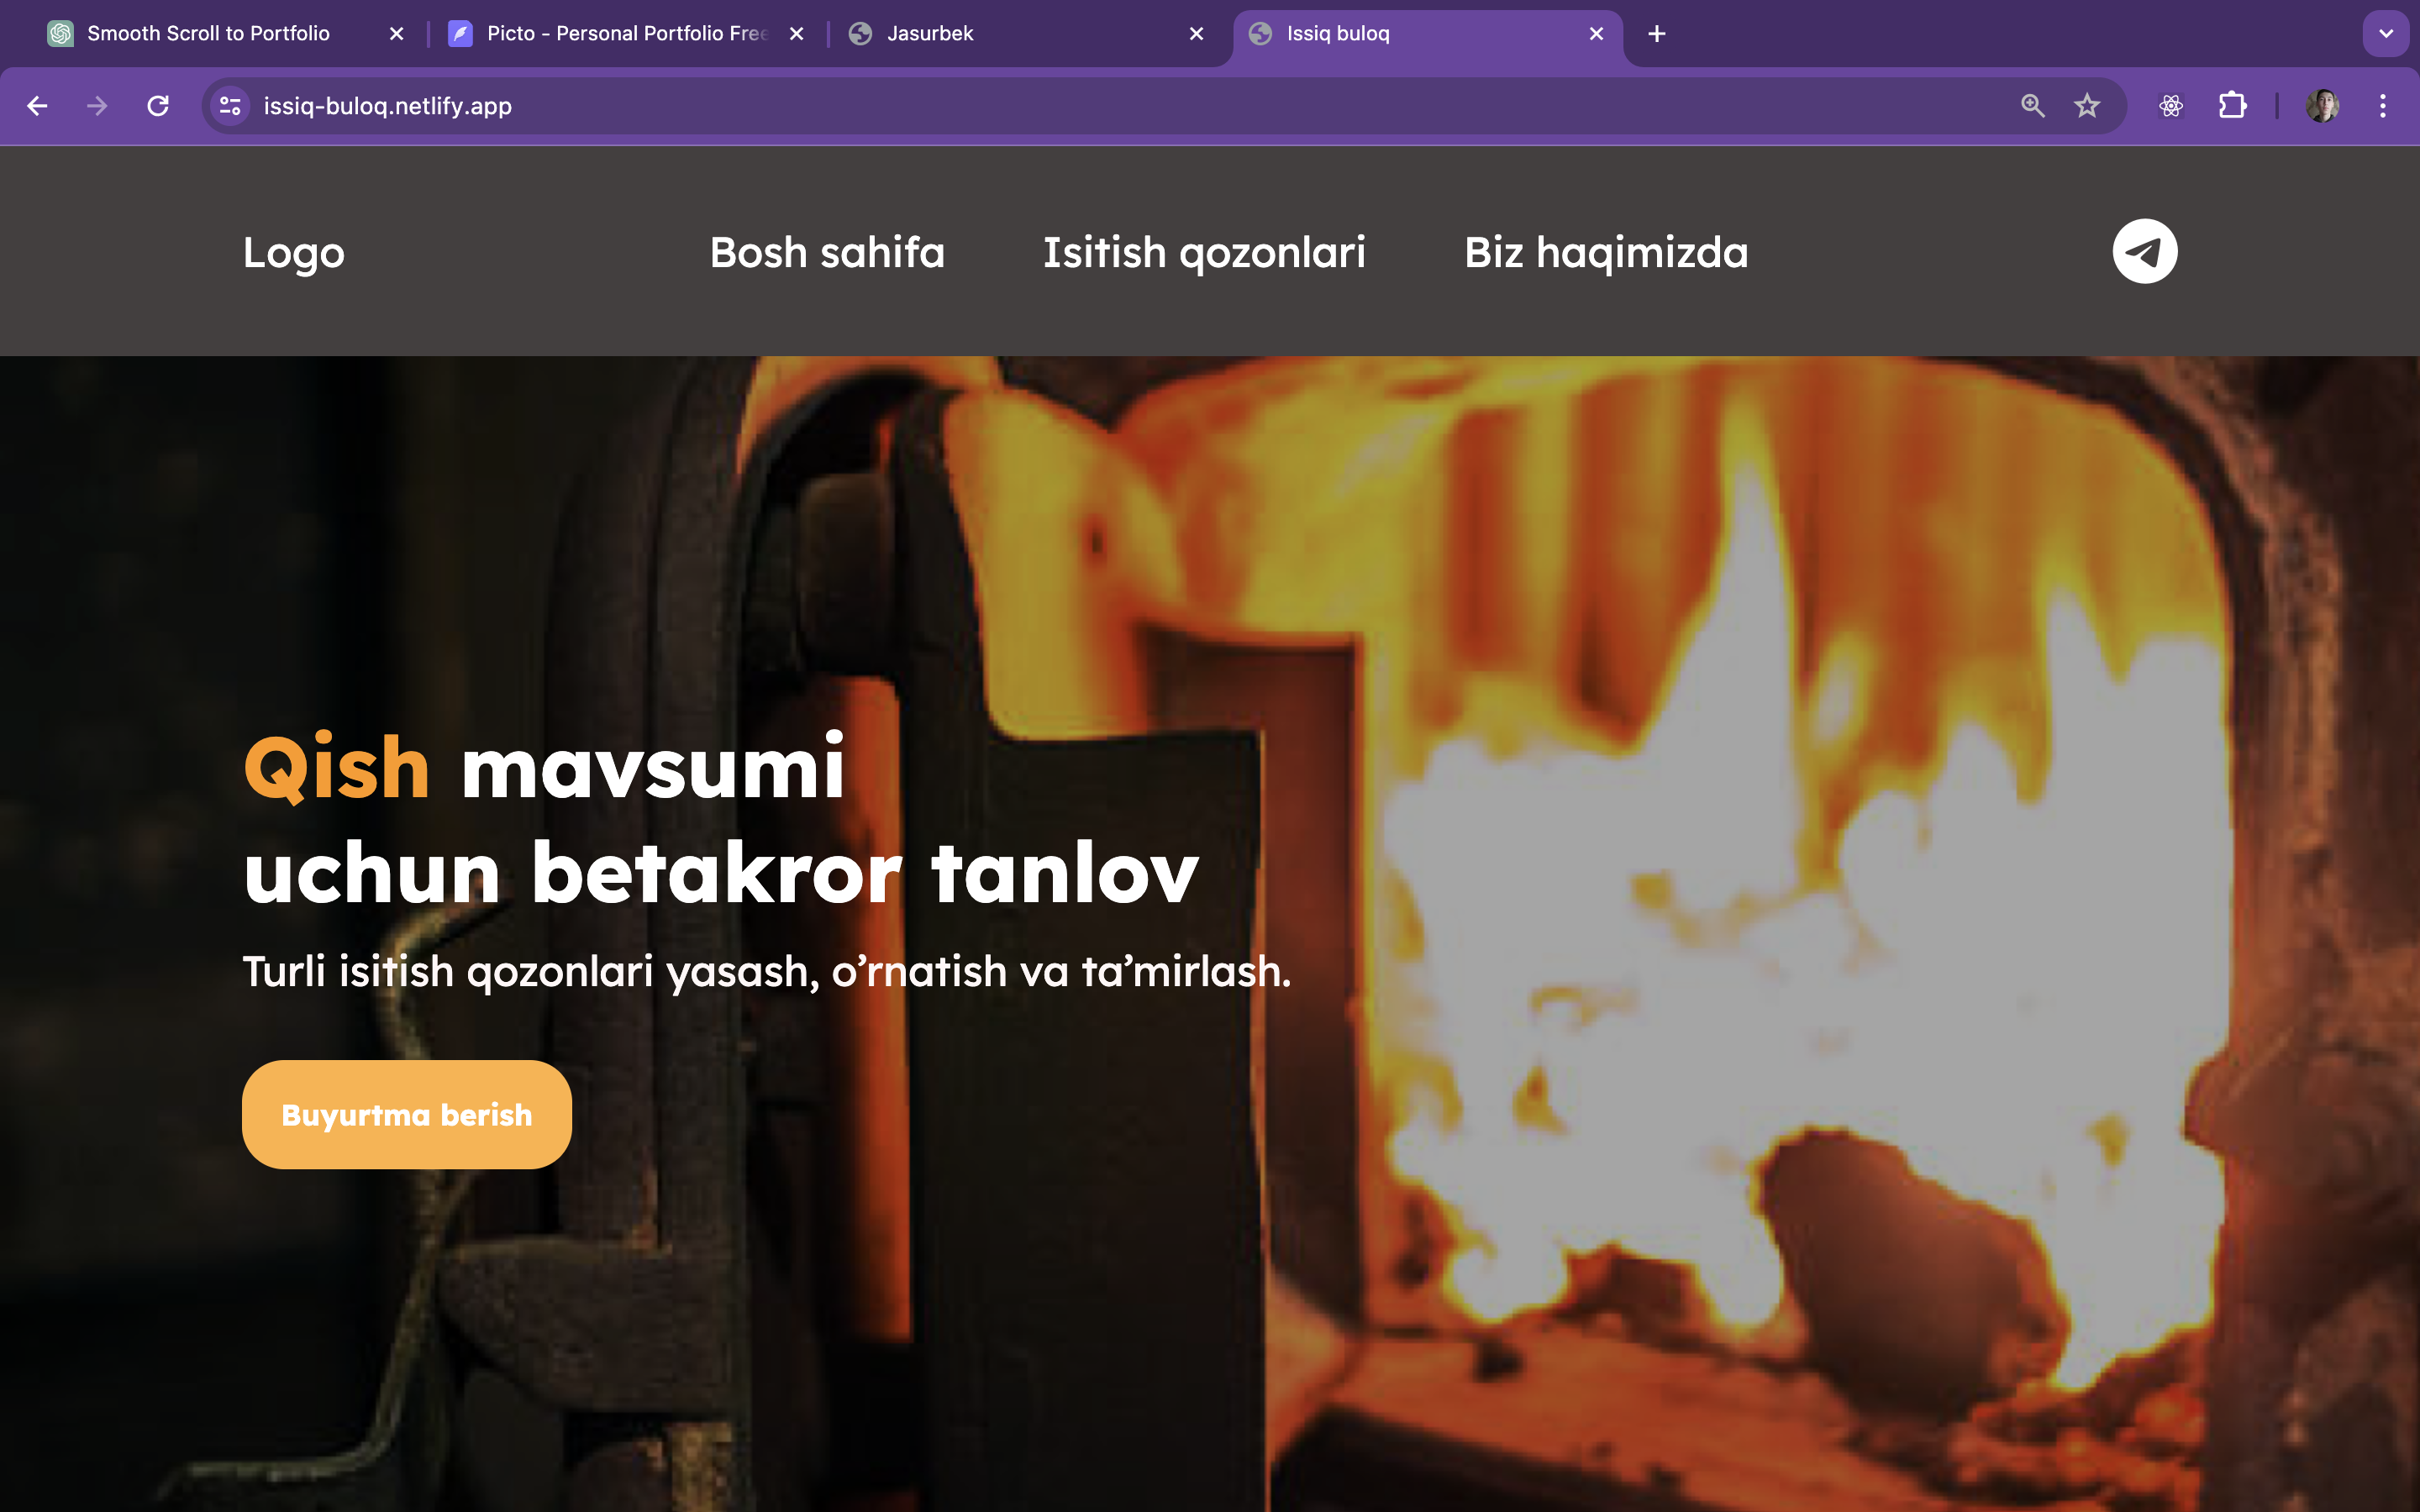 Smooth Scroll to Portfolio
Picto - Personal Portfolio Free
Jasurbek
Issiq buloq
issiq-buloq.netlify.app
Logo
Bosh sahifa
Isitish qozonlari
Biz haqimizda
Qish mavsumi
uchun betakror tanlov
Turli isitish qozonlari yasash, o’rnatish va ta’mirlash.
Buyurtma berish